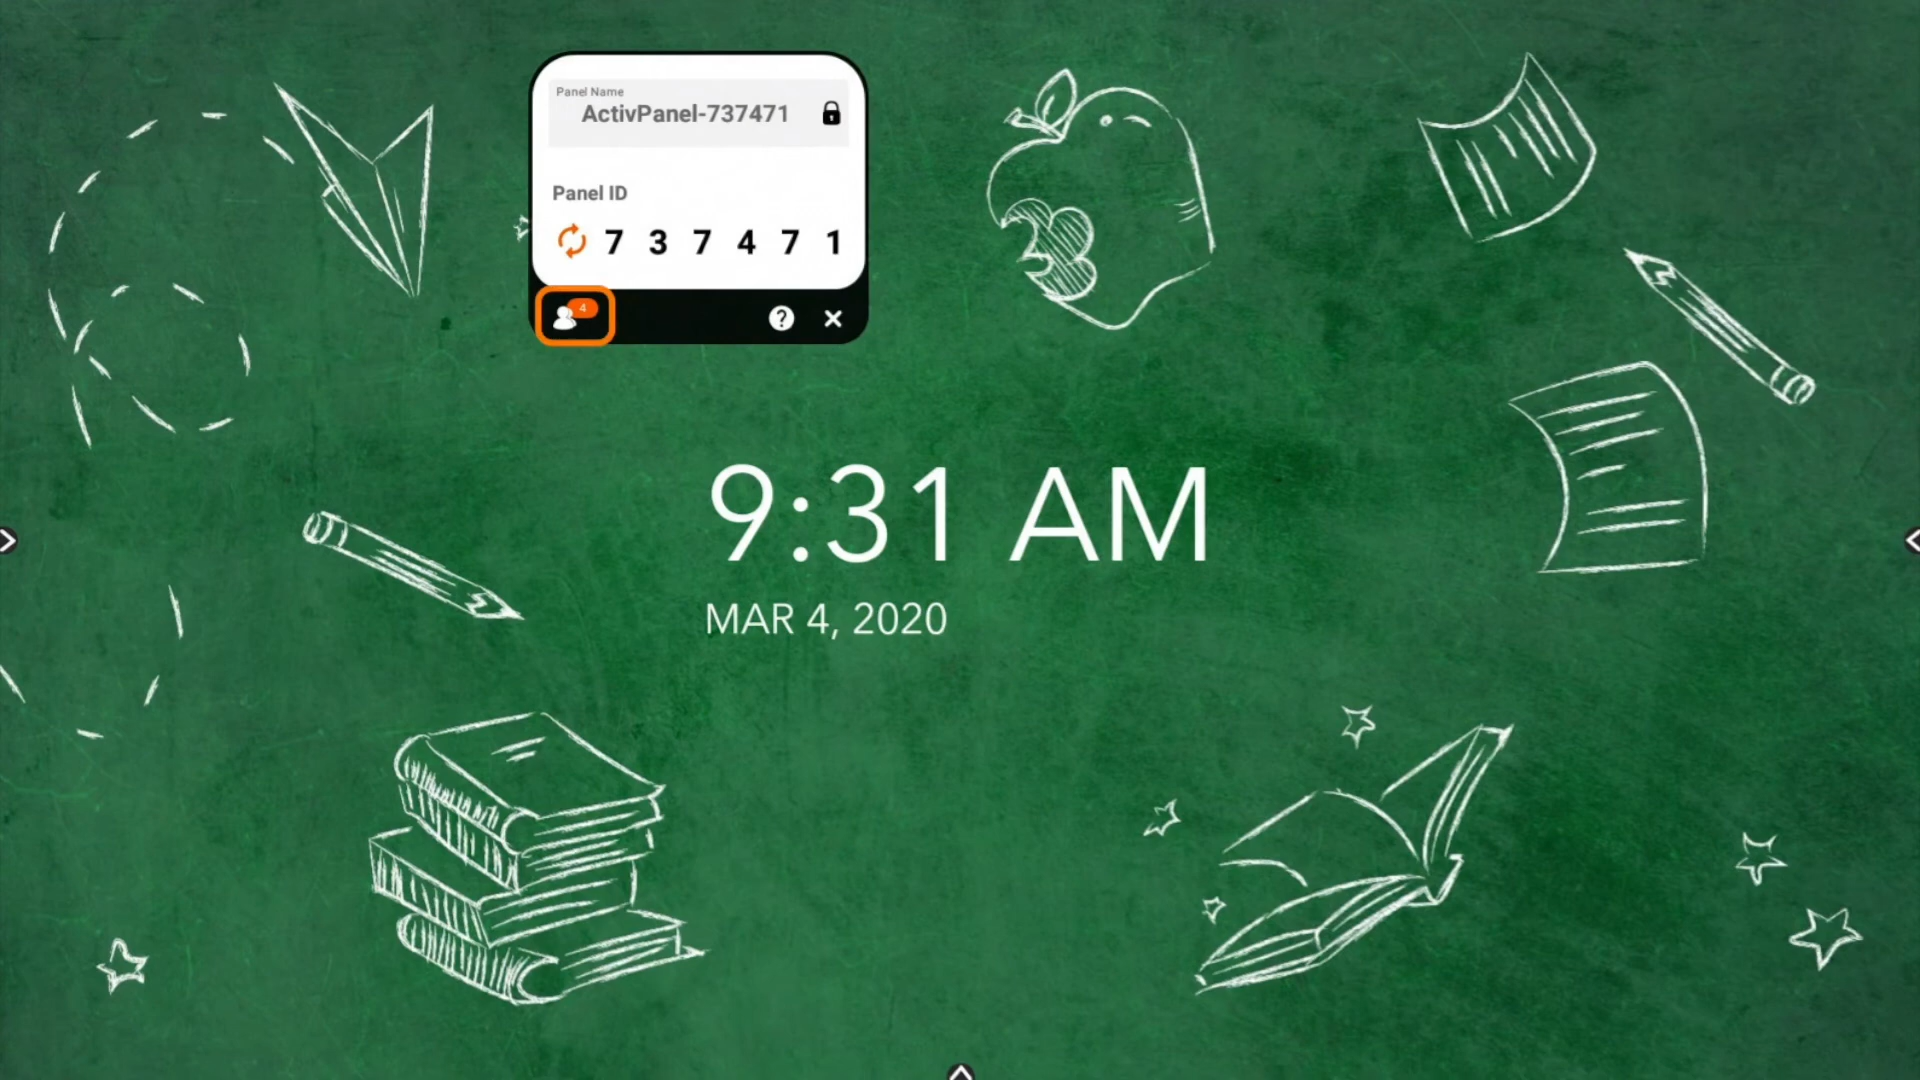 Panel Name
ActivPanel-737471
Panel ID
7 3 7 4 7 1
4
?
9:31 AM
MAR 4, 2020